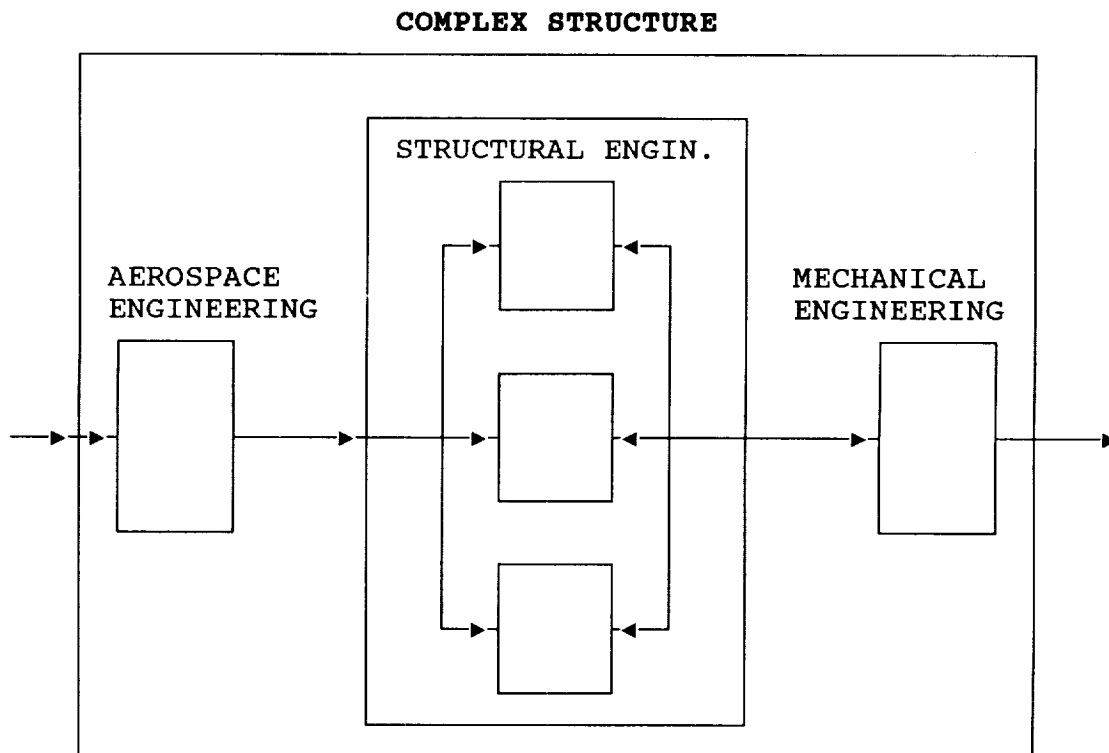 COMPLEX STRUCTURE
STRUCTURAL ENGIN.
AEROSPACE
ENGINEERING
MECHANICAL
ENGINEERING